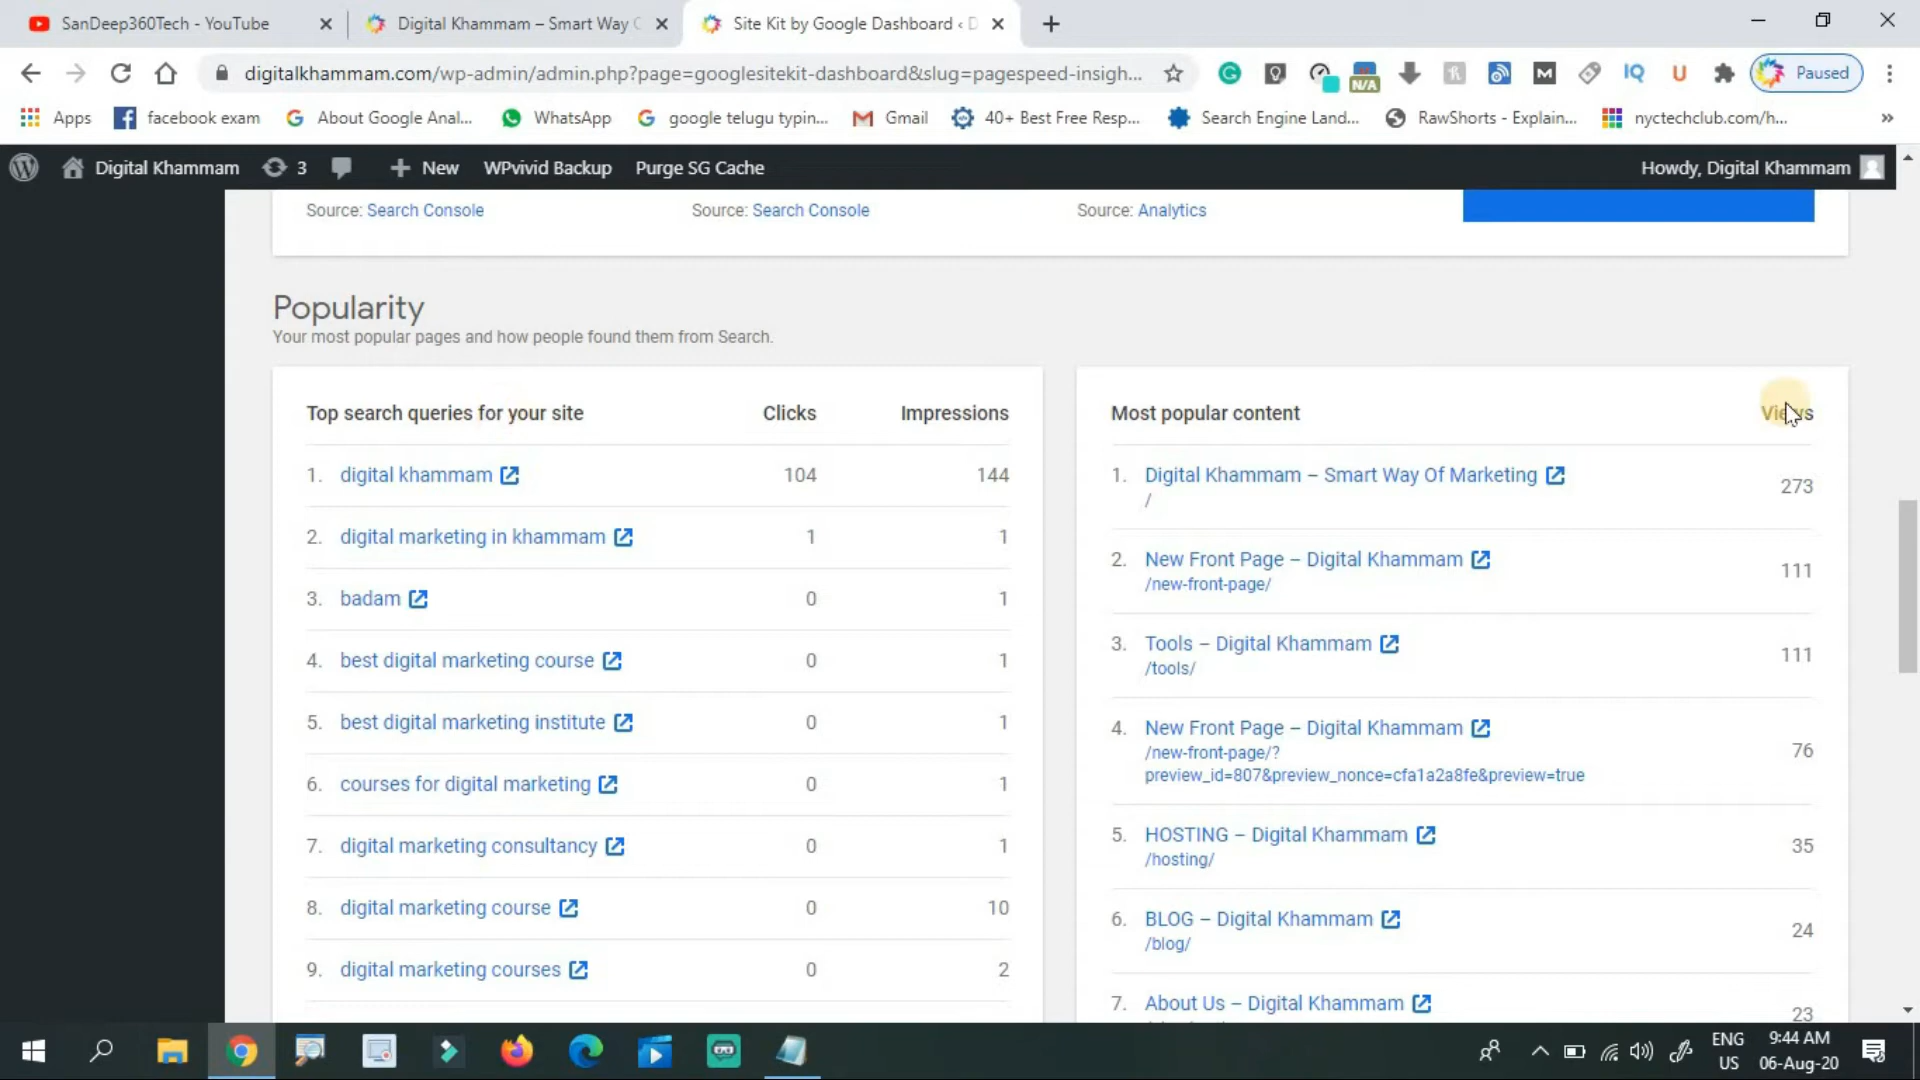 SanDeep360Tech - YouTube
Digital Khammam – Smart Way
Site Kit by Google Dashboard ‹ D
digitalkhammam.com/wp-admin/admin.php?page=googlesitekit-dashboard&slug=pagespeed-insigh...
N/A
IQ
U
Paused
Apps
facebook exam
About Google Anal...
WhatsApp
google telugu typin...
Gmail
40+ Best Free Resp...
Search Engine Land...
RawShorts - Explain...
nyctechclub.com/h...
»
Digital Khammam
3
New
WPvivid Backup
Purge SG Cache
Howdy, Digital Khammam
Source: Search Console
Source: Search Console
Source: Analytics
Popularity
Your most popular pages and how people found them from Search.
Top search queries for your site Clicks Impressions
1. digital khammam 104 144
2. digital marketing in khammam 1 1
3. badam 0 1
4. best digital marketing course 0 1
5. best digital marketing institute 0 1
6. courses for digital marketing 0 1
7. digital marketing consultancy 0 1
8. digital marketing course 0 10
9. digital marketing courses 0 2
Most popular content Views
1. Digital Khammam – Smart Way Of Marketing 273
/
2. New Front Page – Digital Khammam 111
/new-front-page/
3. Tools – Digital Khammam 111
/tools/
4. New Front Page – Digital Khammam 76
/new-front-page/?
preview_id=807&preview_nonce=cfa1a2a8fe&preview=true
5. HOSTING – Digital Khammam 35
/hosting/
6. BLOG – Digital Khammam 24
/blog/
7. About Us – Digital Khammam 23
ENG
US
9:44 AM
06-Aug-20